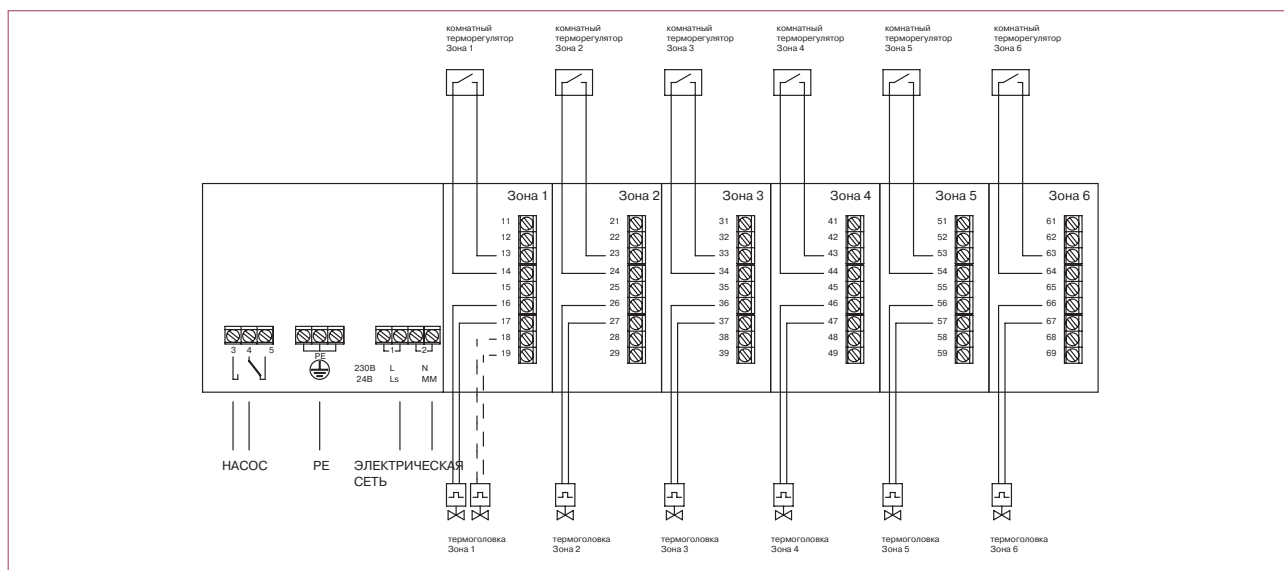 комнатный
терморегулятор
Зона 1
комнатный
терморегулятор
Зона 2
комнатный
терморегулятор
Зона 3
комнатный
терморегулятор
Зона 4
комнатный
терморегулятор
Зона 5
комнатный
терморегулятор
Зона 6
Зона 1
11
12
13
14
15
16
17
18
19
Зона 2
21
22
23
24
25
26
27
28
29
Зона 3
31
32
33
34
35
36
37
38
39
Зона 4
41
42
43
44
45
46
47
48
49
Зона 5
51
52
53
54
55
56
57
58
59
Зона 6
61
62
63
64
65
66
67
68
69
3 4 5
PE
1 2
230В L N
24В Ls MM
НАСОС
PE
ЭЛЕКТРИЧЕСКАЯ
СЕТЬ
термоголовка
Зона 1
термоголовка
Зона 2
термоголовка
Зона 3
термоголовка
Зона 4
термоголовка
Зона 5
термоголовка
Зона 6